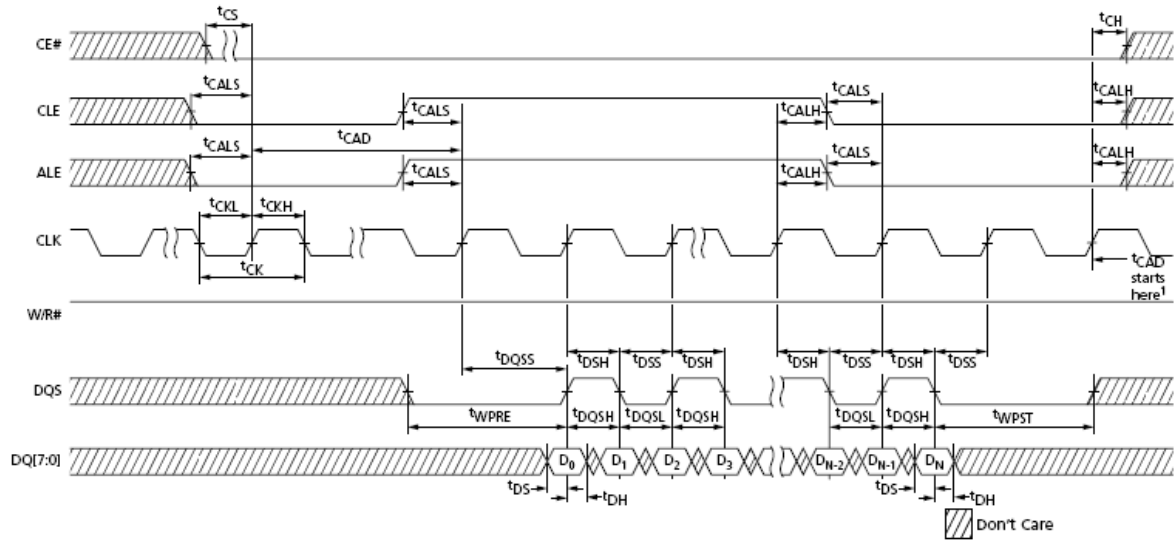 tCS tCH
CE#
tCALS tCALS tCALH
CLE
tCALS tCALH
tCAD
tCALS tCALS tCALH
ALE
tCALS tCALH
tCKL tCKH
CLK
tCK
tCAD
starts
here1
W/R#
tDQSS tDSH tDSS tDSH tDSH tDSS tDSH tDSS
DQS
tWPRE tDQSH tDQSL tDQSH tDQSL tDQSH tWPST
DQ[7:0] D0 D1 D2 D3 DN-2 DN-1 DN
tDS tDH tDS tDH
Don't Care